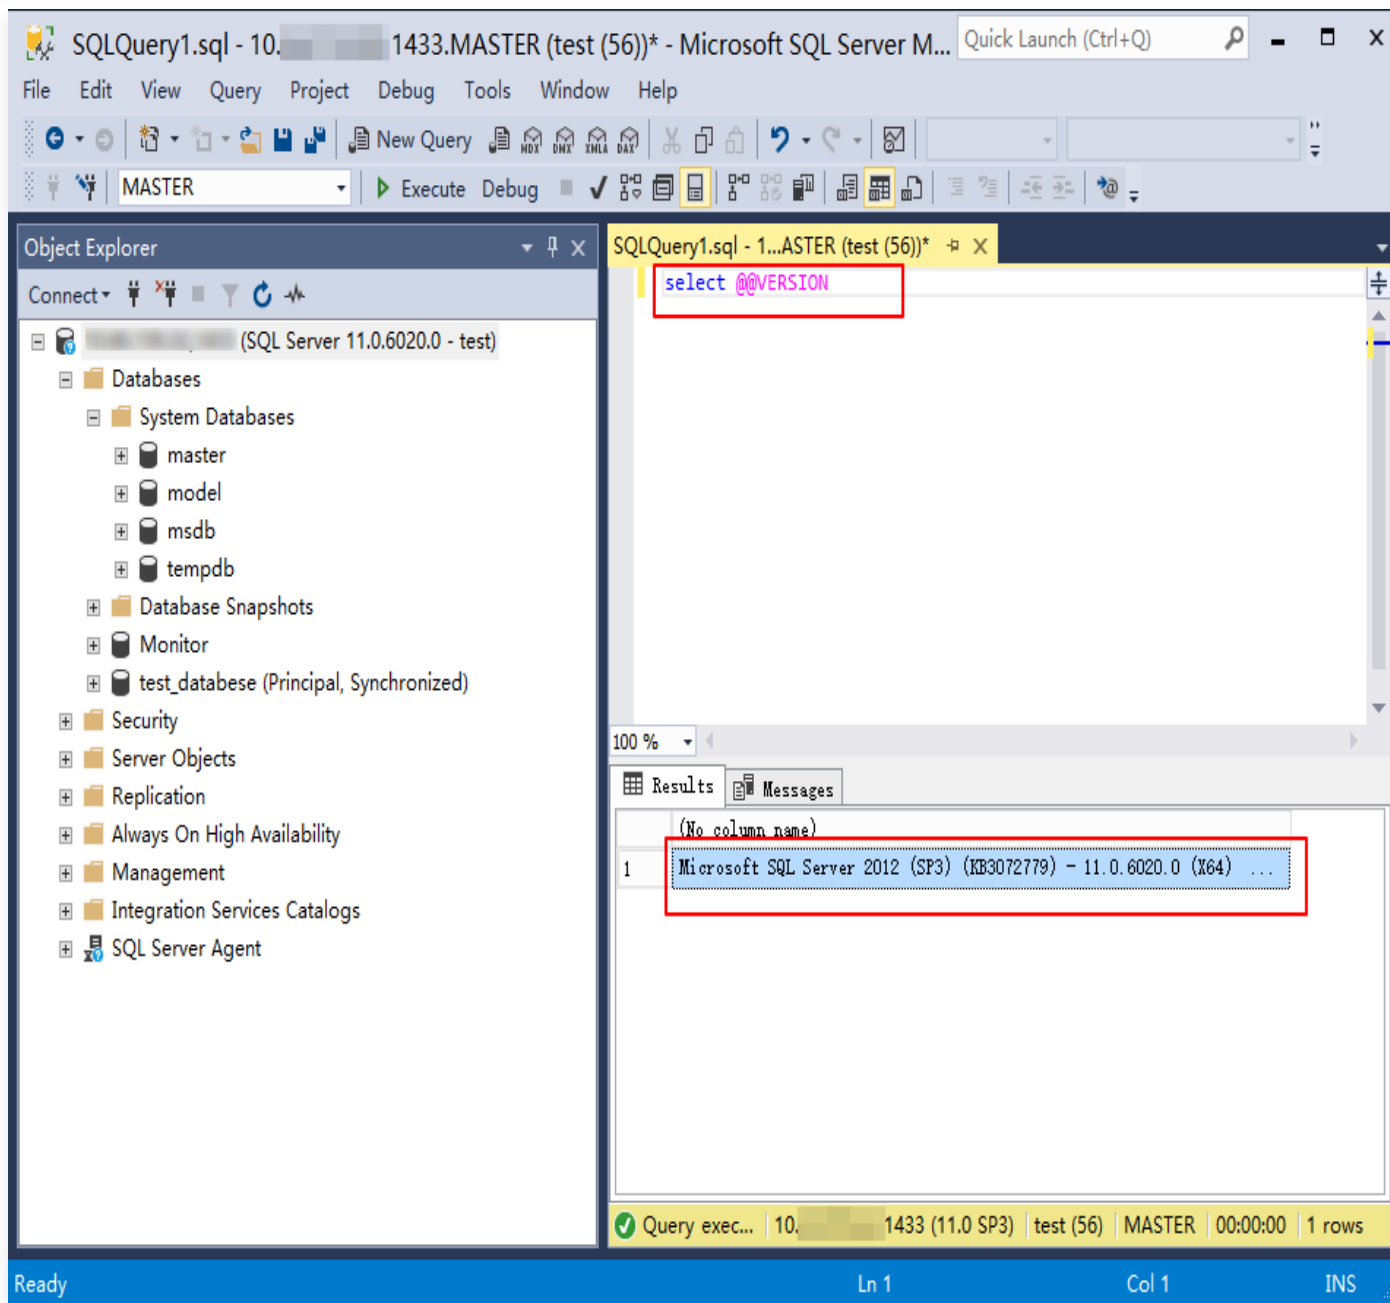 SQLQuery1.sql - 10. 1433.MASTER (test (56))* - Microsoft SQL Server M... Quick Launch (Ctrl+Q)
File Edit View Query Project Debug Tools Window Help
New Query MDX DMX XMLA DAX
MASTER Execute Debug
Object Explorer
Connect
(SQL Server 11.0.6020.0 - test)
Databases
System Databases
master
model
msdb
tempdb
Database Snapshots
Monitor
test_databese (Principal, Synchronized)
Security
Server Objects
Replication
Always On High Availability
Management
Integration Services Catalogs
SQL Server Agent
SQLQuery1.sql - 1...ASTER (test (56))*
select @@VERSION
100 %
Results Messages
(No column name)
1 Microsoft SQL Server 2012 (SP3) (KB3072779) - 11.0.6020.0 (X64) ...
Query exec... 10. 1433 (11.0 SP3) test (56) MASTER 00:00:00 1 rows
Ready Ln 1 Col 1 INS